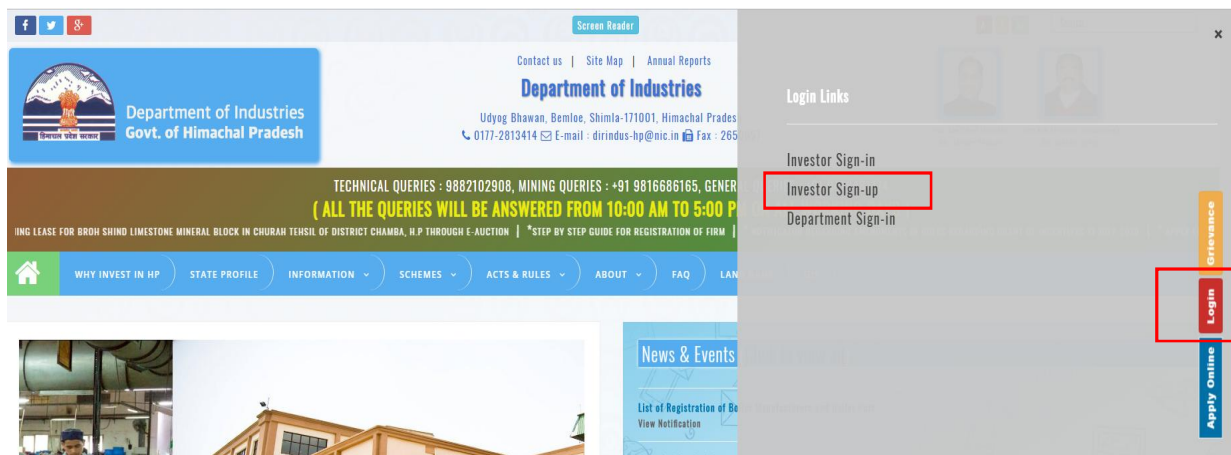 f
g+
Screen Reader
x
Contact us | Site Map | Annual Reports
Department of Industries
Udyog Bhawan, Bemloe, Shimla-171001, Himachal Prades
0177-2813414 E-mail : dirindus-hp@nic.in Fax : 265
Department of Industries
Govt. of Himachal Pradesh
हिमाचल प्रदेश सरकार
Login Links
Investor Sign-in
Investor Sign-up
Department Sign-in
TECHNICAL QUERIES : 9882102908, MINING QUERIES : +91 9816686165, GENER
( ALL THE QUERIES WILL BE ANSWERED FROM 10:00 AM TO 5:00 P
ING LEASE FOR BROH SHIND LIMESTONE MINERAL BLOCK IN CHURAH TEHSIL OF DISTRICT CHAMBA, H.P THROUGH E-AUCTION | *STEP BY STEP GUIDE FOR REGISTRATION OF FIRM |
WHY INVEST IN HP STATE PROFILE INFORMATION SCHEMES ACTS & RULES ABOUT FAQ LAN
Grievance
Login
Apply Online
News & Events
List of Registration of Bo
View Notification